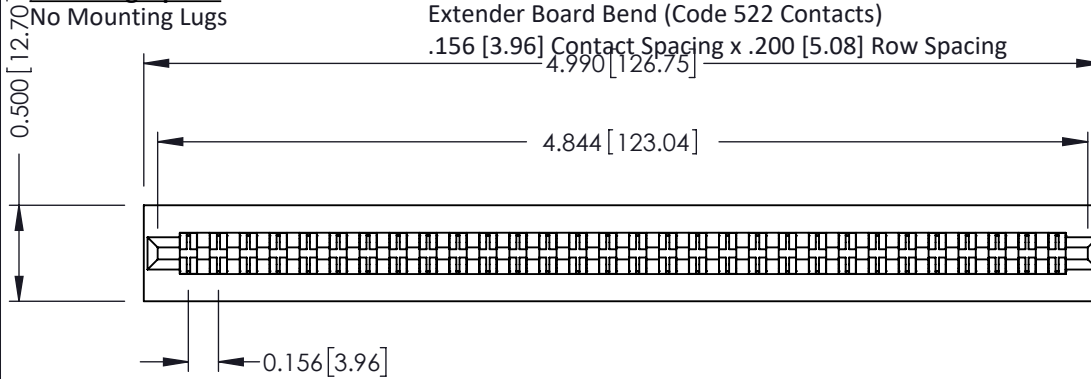 No Mounting Lugs
Extender Board Bend (Code 522 Contacts)
.156 [3.96] Contact Spacing x .200 [5.08] Row Spacing
0.500 [12.70]
4.990 [126.75]
4.844 [123.04]
0.156 [3.96]